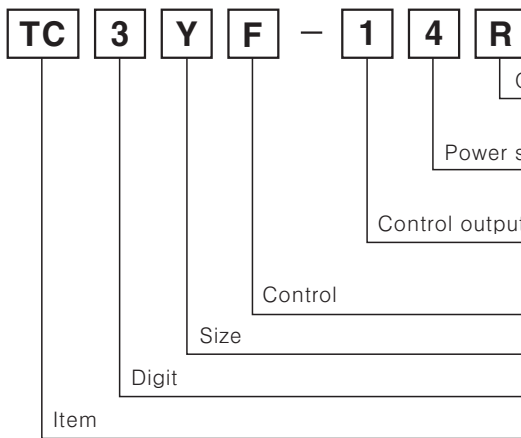 TC 3 Y F – 1 4 R
Power
Control output
Control
Size
Digit
Item